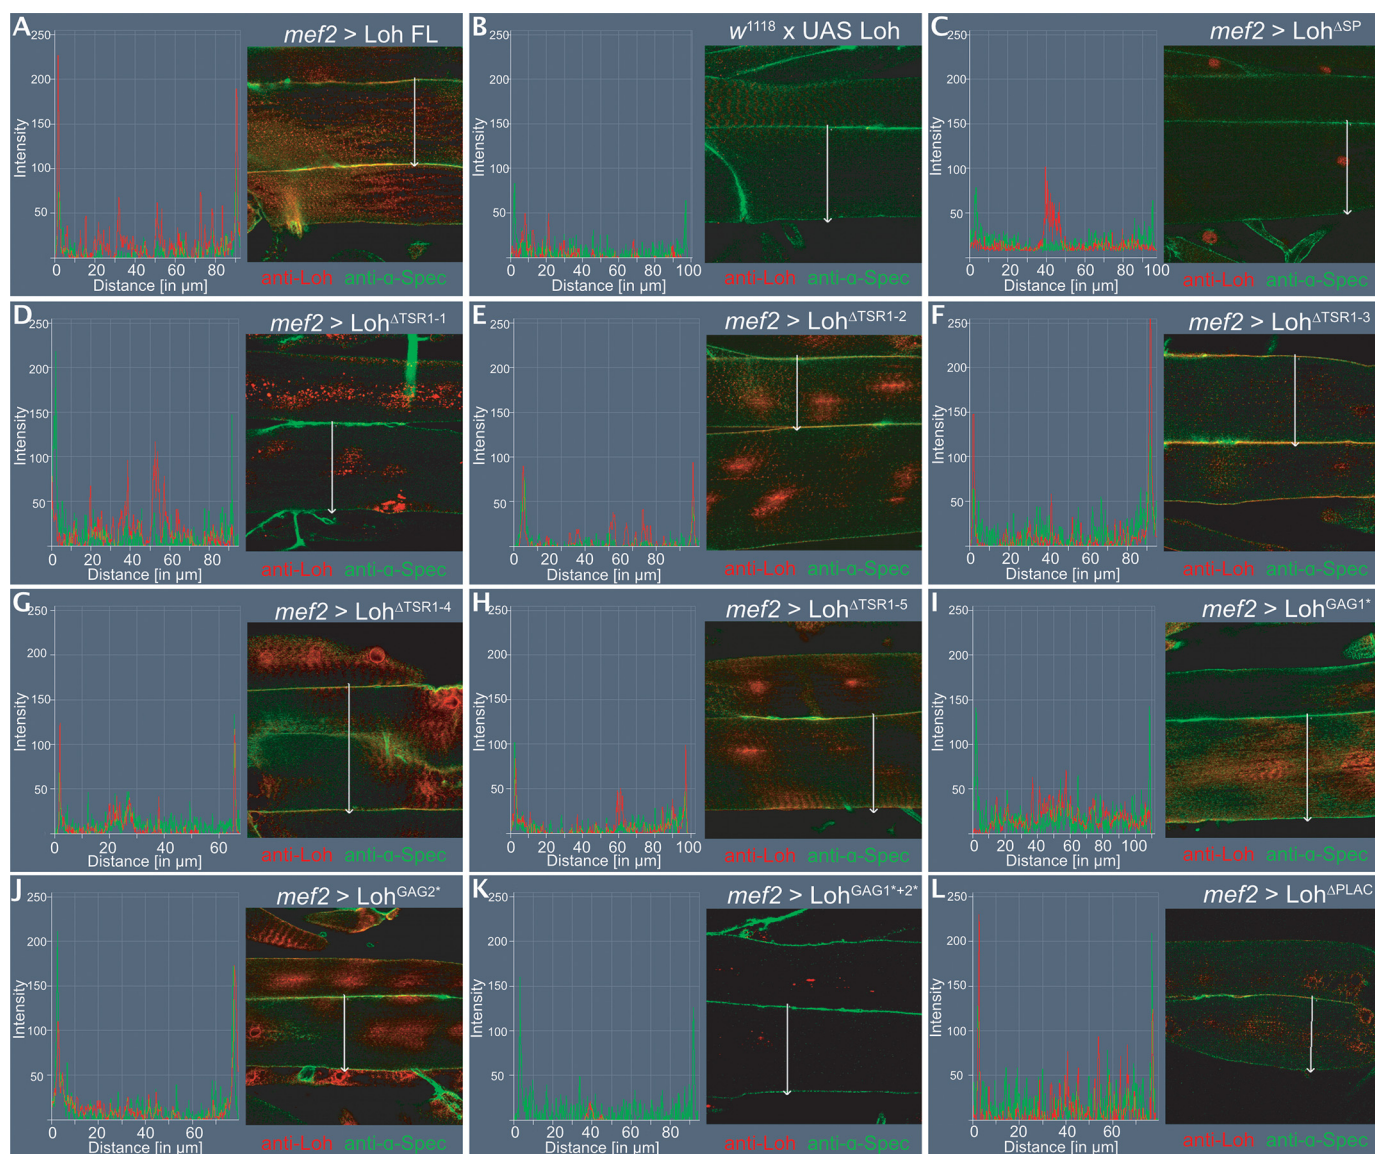 A
mef2 > Loh FL
250
200
150
100
50
Intensity
0 20 40 60 80
Distance [in µm]
anti-Loh anti-α-Spec
B
w1118 x UAS Loh
250
200
150
100
50
Intensity
0 20 40 60 80 100
Distance [in µm]
anti-Loh anti-α-Spec
C
mef2 > LohΔSP
250
200
150
100
50
Intensity
0 20 40 60 80 100
Distance [in µm]
anti-Loh anti-α-Spec
D
mef2 > LohΔTSR1-1
250
200
150
100
50
Intensity
0 20 40 60 80
Distance [in µm]
anti-Loh anti-α-Spec
E
mef2 > LohΔTSR1-2
250
200
150
100
50
Intensity
0 20 40 60 80 100
Distance [in µm]
anti-Loh anti-α-Spec
F
mef2 > LohΔTSR1-3
250
200
150
100
50
Intensity
0 20 40 60 80
Distance [in µm]
anti-Loh anti-α-Spec
G
mef2 > LohΔTSR1-4
250
200
150
100
50
Intensity
0 20 40 60
Distance [in µm]
anti-Loh anti-α-Spec
H
mef2 > LohΔTSR1-5
250
200
150
100
50
Intensity
0 20 40 60 80 100
Distance [in µm]
anti-Loh anti-α-Spec
I
mef2 > LohGAG1*
250
200
150
100
50
Intensity
0 20 40 60 80 100
Distance [in µm]
anti-Loh anti-α-Spec
J
mef2 > LohGAG2*
250
200
150
100
50
Intensity
0 20 40 60
Distance [in µm]
anti-Loh anti-α-Spec
K
mef2 > LohGAG1*+2*
250
200
150
100
50
Intensity
0 20 40 60 80
Distance [in µm]
anti-Loh anti-α-Spec
L
mef2 > LohΔPLAC
250
200
150
100
50
Intensity
0 20 40 60
Distance [in µm]
anti-Loh anti-α-Spec